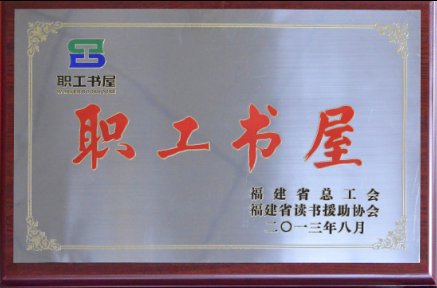 职工书屋
职工书屋
福建省总工会
福建省读书援助协会
二〇一三年八月